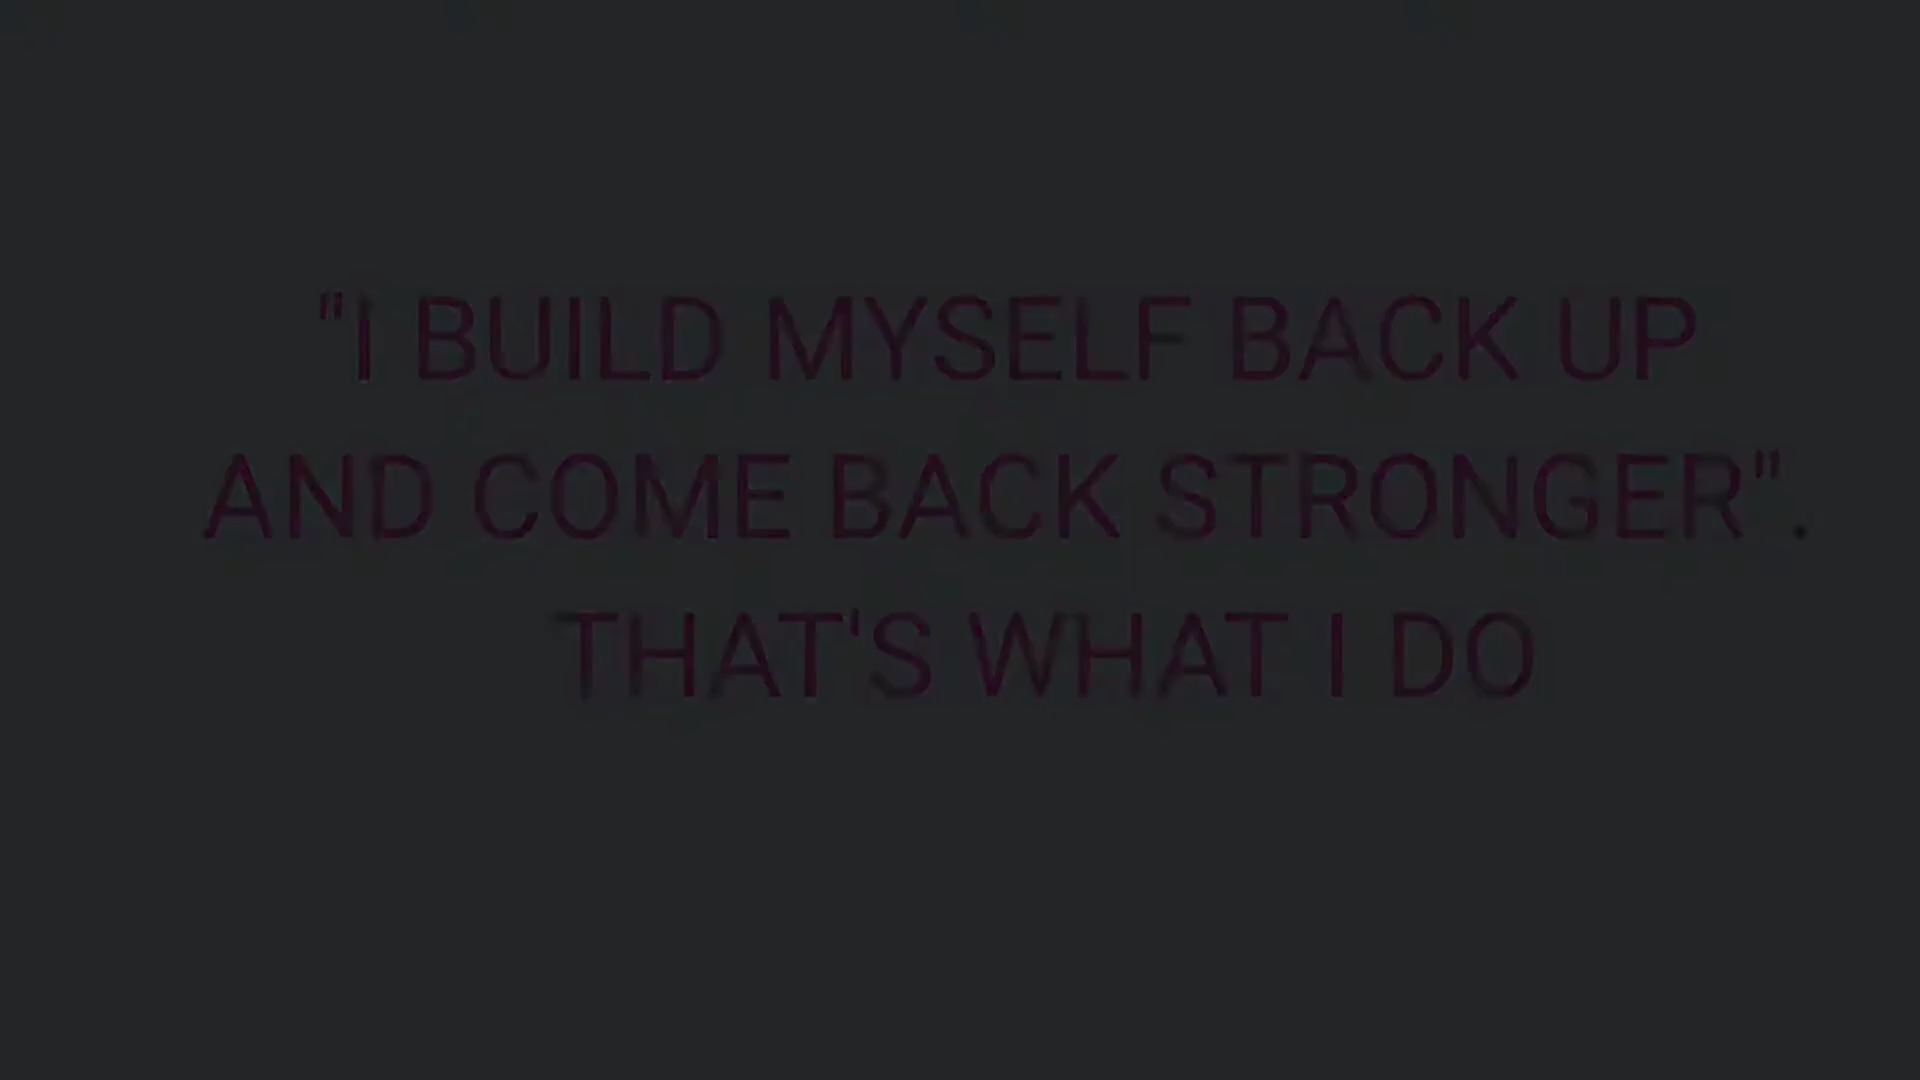 "I BUILD MYSELF BACK UP
AND COME BACK STRONGER".
THAT'S WHAT I DO